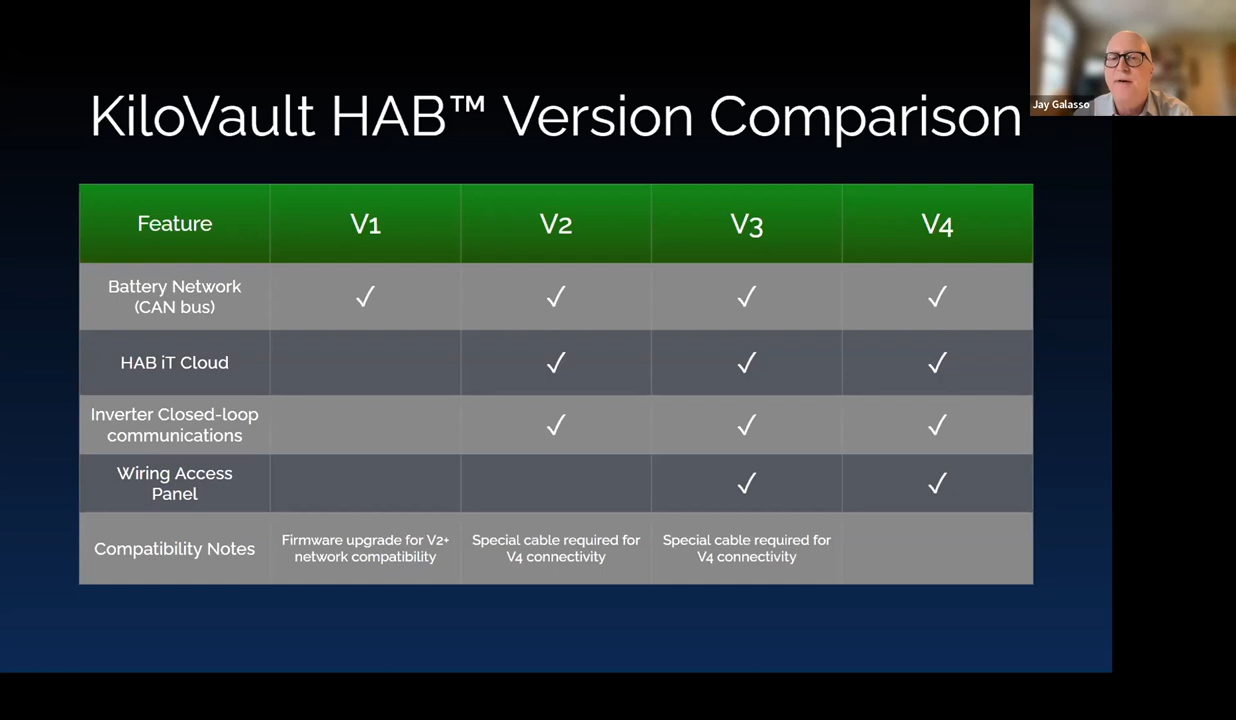 KiloVault HAB™ Version Comparison
Jay Galasso
Feature V1 V2 V3 V4
Battery Network
(CAN bus) ✓ ✓ ✓ ✓
HAB iT Cloud ✓ ✓ ✓
Inverter Closed-loop
communications ✓ ✓ ✓
Wiring Access
Panel ✓ ✓
Compatibility Notes
Firmware upgrade for V2+
network compatibility
Special cable required for
V4 connectivity
Special cable required for
V4 connectivity